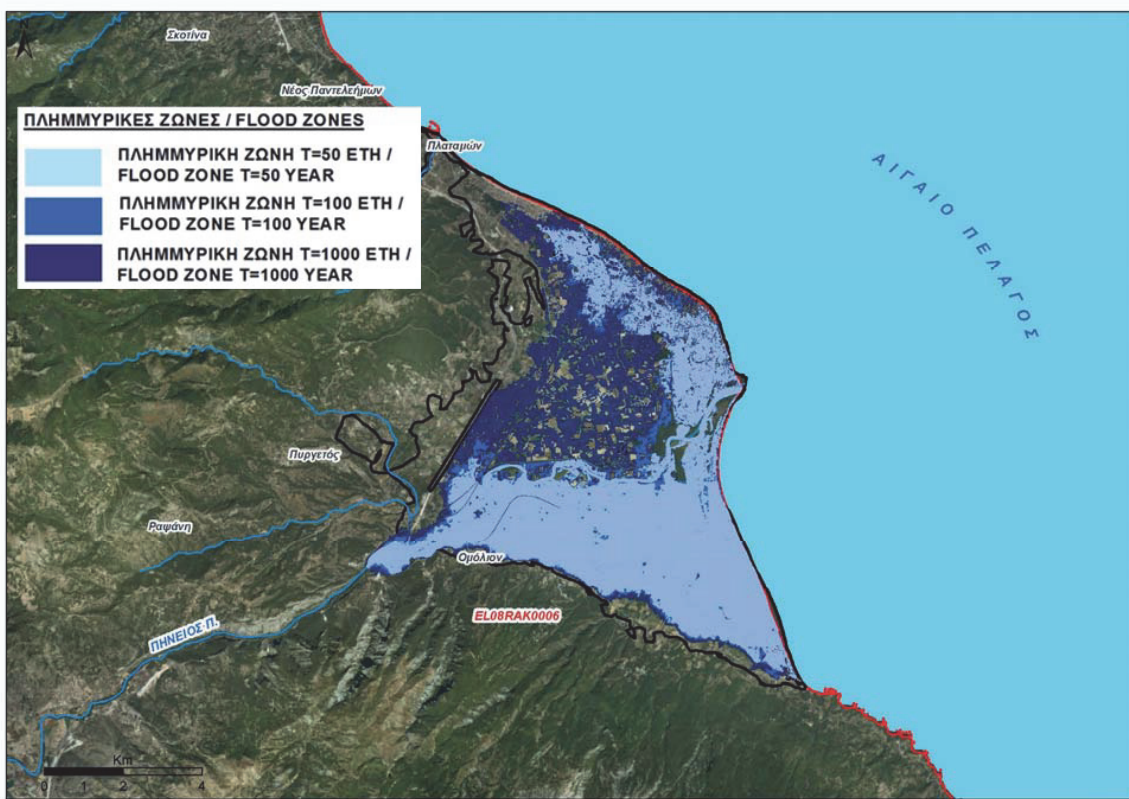 N
Σκοτίνα
Νέος Παντελεήμων
ΠΛΗΜΜΥΡΙΚΕΣ ΖΩΝΕΣ / FLOOD ZONES
ΠΛΗΜΜΥΡΙΚΗ ΖΩΝΗ Τ=50 ΕΤΗ /
FLOOD ZONE T=50 YEAR
ΠΛΗΜΜΥΡΙΚΗ ΖΩΝΗ Τ=100 ΕΤΗ /
FLOOD ZONE T=100 YEAR
ΠΛΗΜΜΥΡΙΚΗ ΖΩΝΗ Τ=1000 ΕΤΗ /
FLOOD ZONE T=1000 YEAR
Πλαταμών
ΑΙΓΑΙΟ ΠΕΛΑΓΟΣ
Πυργετός
Ραψάνη
Ομόλιον
EL08RAK0006
ΠΗΝΕΙΟΣ Π.
Km
0 1 2 4